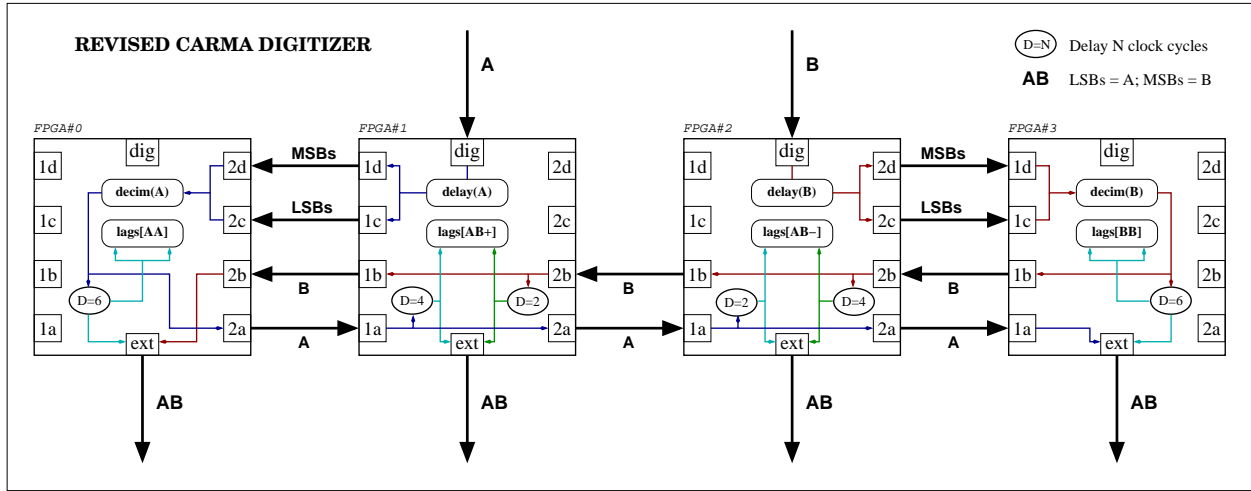 REVISED CARMA DIGITIZER
D=N Delay N clock cycles
A B
AB LSBs = A; MSBs = B
FPGA#0 FPGA#1 FPGA#2 FPGA#3
1d dig 2d MSBs 1d dig 2d 1d dig 2d MSBs 1d dig 2d
decim(A) delay(A) delay(B) decim(B)
1c 2c LSBs 1c 2c 1c 2c LSBs 1c 2c
lags[AA] lags[AB+] lags[AB−] lags[BB]
1b 2b B 1b 2b B 1b 2b B 1b 2b
D=6 D=4 D=2 D=2 D=4 D=6
1a 2a A 1a 2a A 1a 2a A 1a 2a
ext ext ext ext
AB AB AB AB